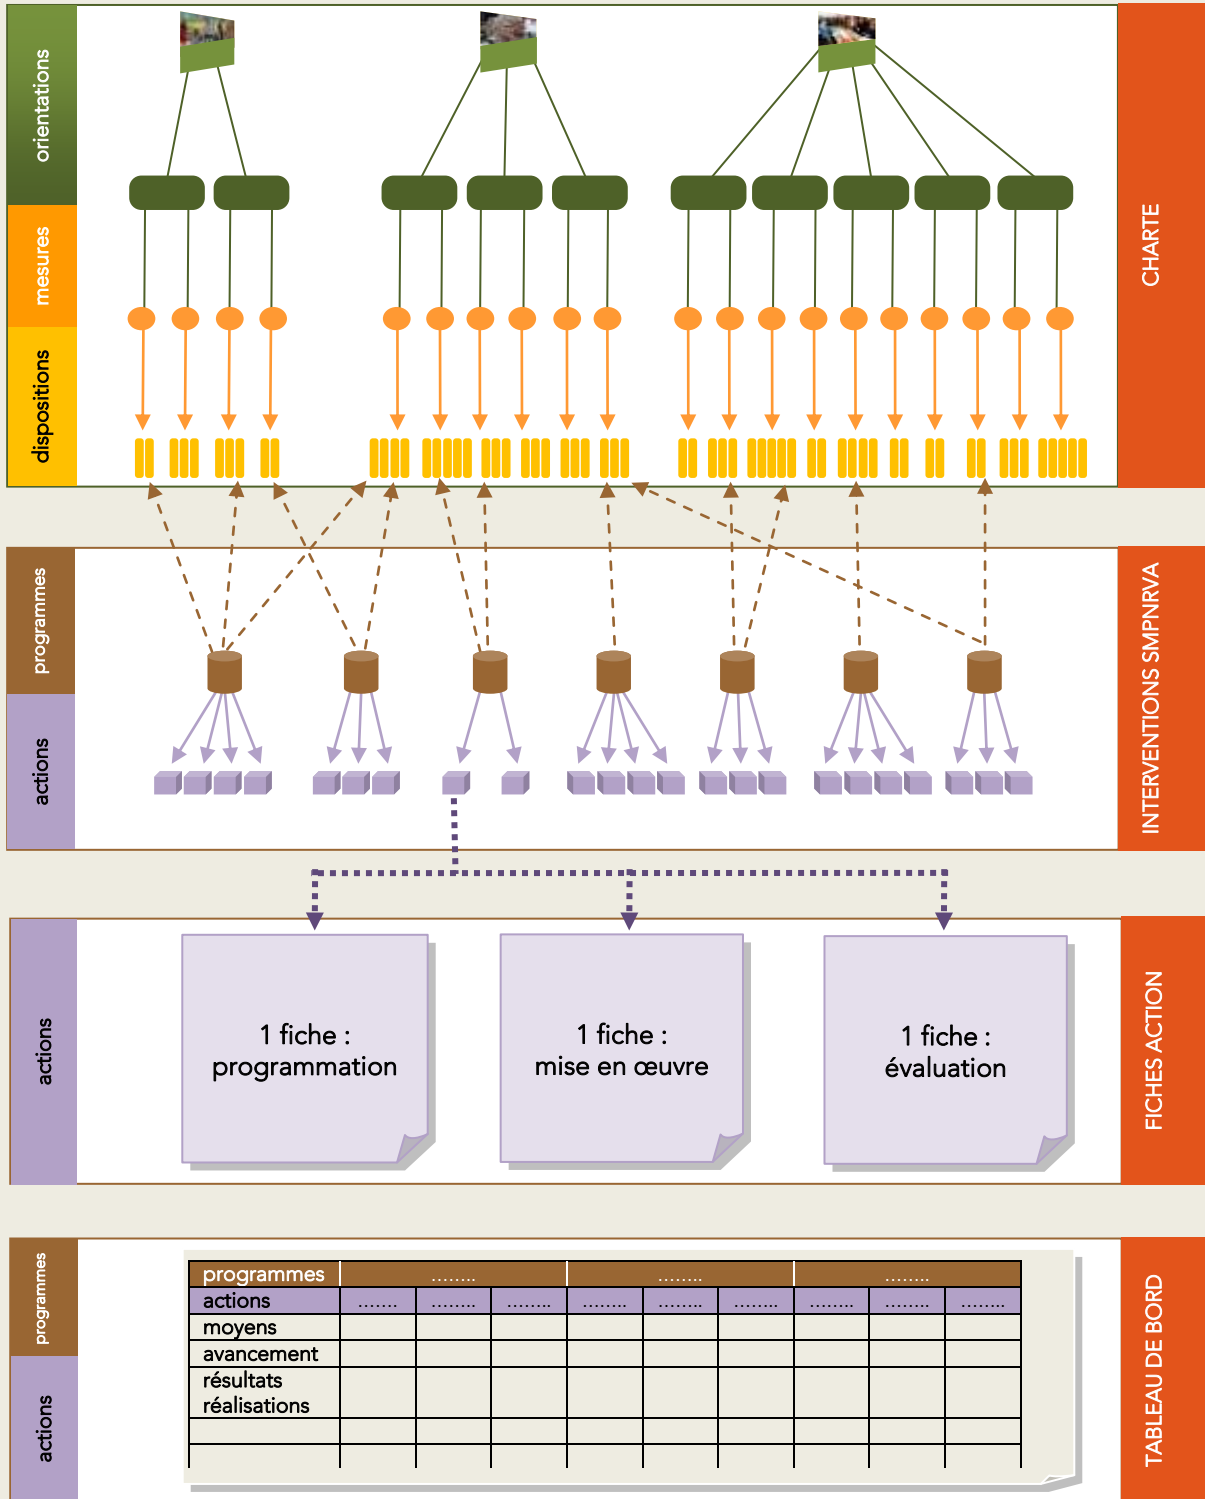 orientations
mesures
dispositions
CHARTE
programmes
actions
INTERVENTIONS SMPNRVA
actions
1 fiche :
programmation
1 fiche :
mise en œuvre
1 fiche :
évaluation
FICHES ACTION
programmes
actions
programmes ........ ........ ........
actions ....... ........ ........ ........ ........ ........ ........ ........ ........
moyens
avancement
résultats
réalisations
TABLEAU DE BORD